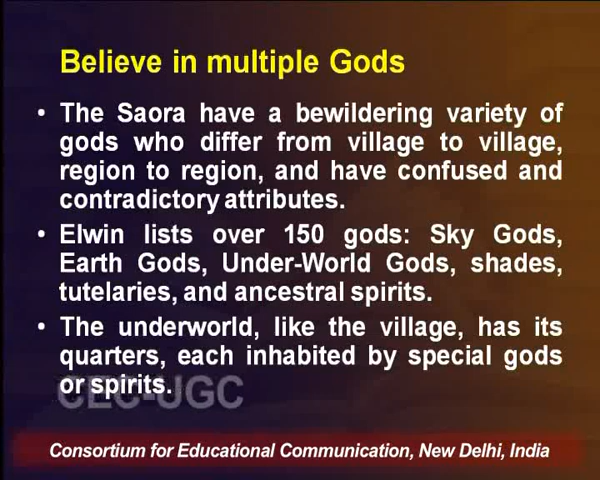 Believe in multiple Gods
• The Saora have a bewildering variety of
gods who differ from village to village,
region to region, and have confused and
contradictory attributes.
• Elwin lists over 150 gods: Sky Gods,
Earth Gods, Under-World Gods, shades,
tutelaries, and ancestral spirits.
• The underworld, like the village, has its
quarters, each inhabited by special gods
or spirits.
CEC-UGC
Consortium for Educational Communication, New Delhi, India